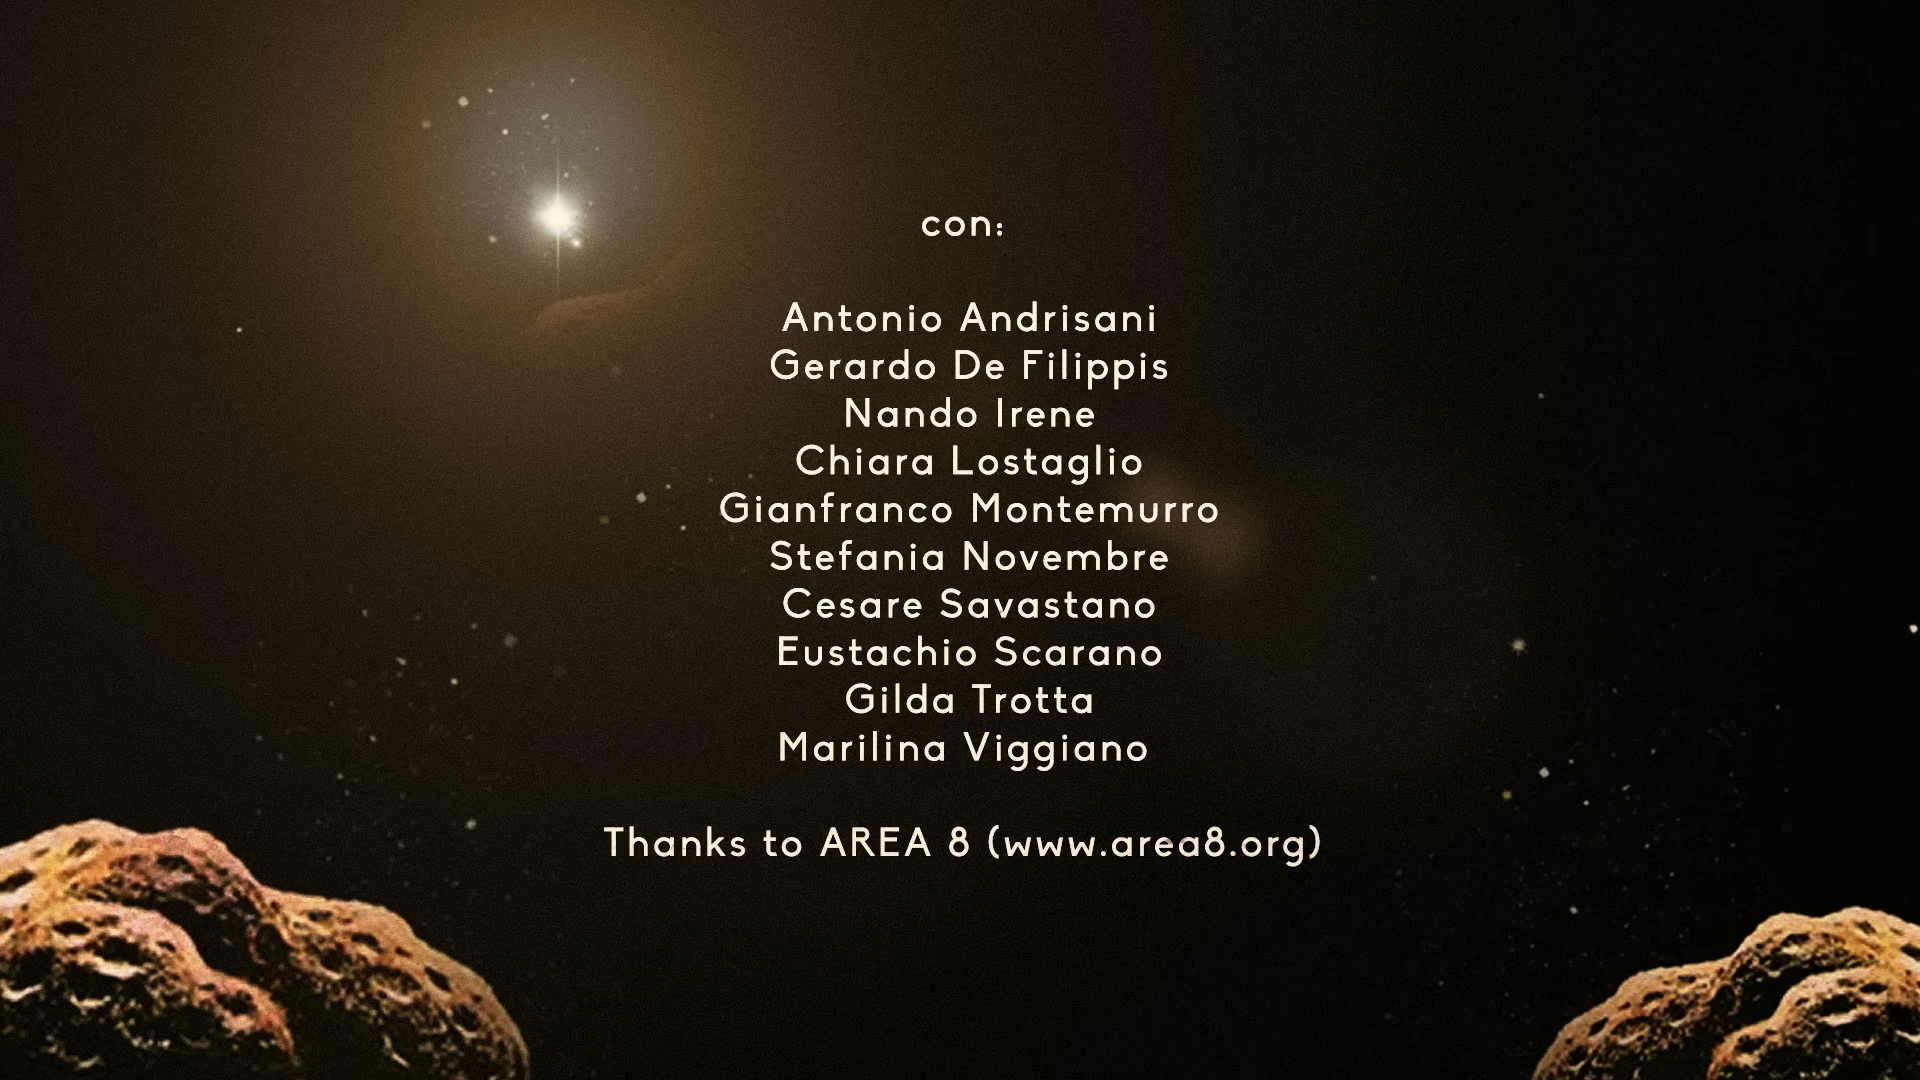 con:
Antonio Andrisani
Gerardo De Filippis
Nando Irene
Chiara Lostaglio
Gianfranco Montemurro
Stefania Novembre
Cesare Savastano
Eustachio Scarano
Gilda Trotta
Marilina Viggiano
Thanks to AREA 8 (www.area8.org)